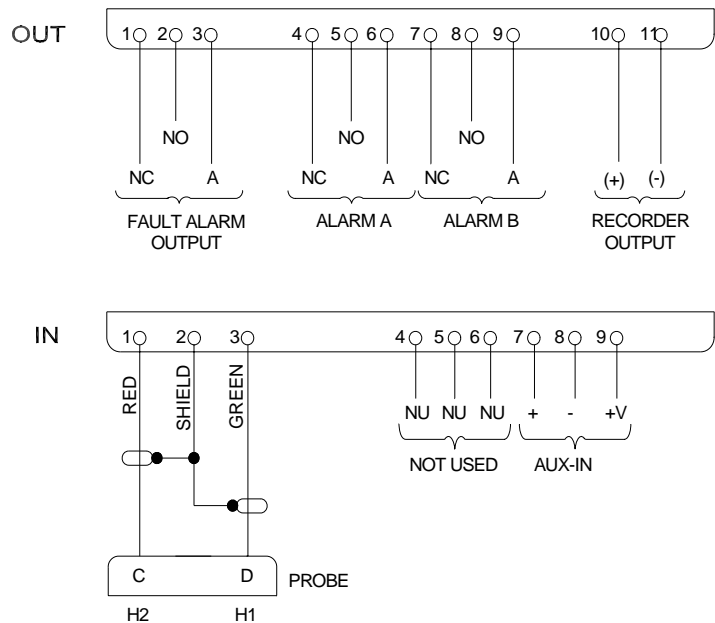 OUT
1 2 3 4 5 6 7 8 9 10 11
NO NO NO
NC A NC A NC A (+) (-)
FAULT ALARM OUTPUT
ALARM A
ALARM B
RECORDER OUTPUT
IN
1 2 3 4 5 6 7 8 9
RED
SHIELD
GREEN
NU NU NU + - +V
NOT USED
AUX-IN
C D
PROBE
H2 H1